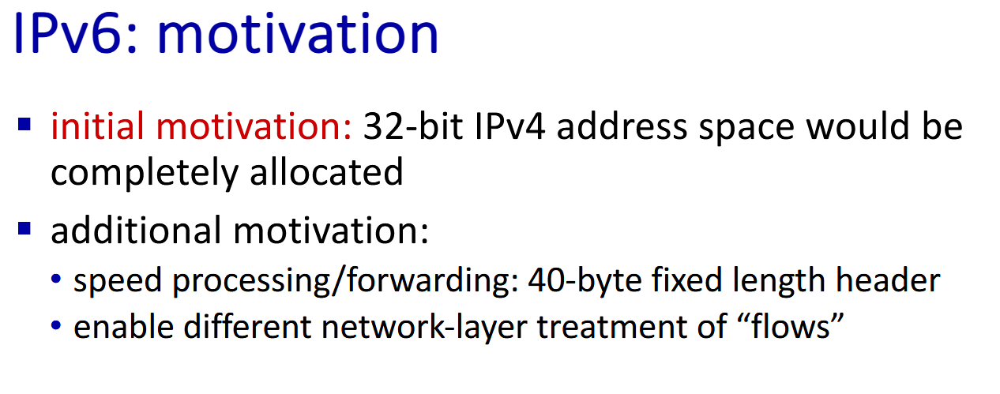 IPv6: motivation
▪ initial motivation: 32-bit IPv4 address space would be
completely allocated
▪ additional motivation:
• speed processing/forwarding: 40-byte fixed length header
• enable different network-layer treatment of “flows”